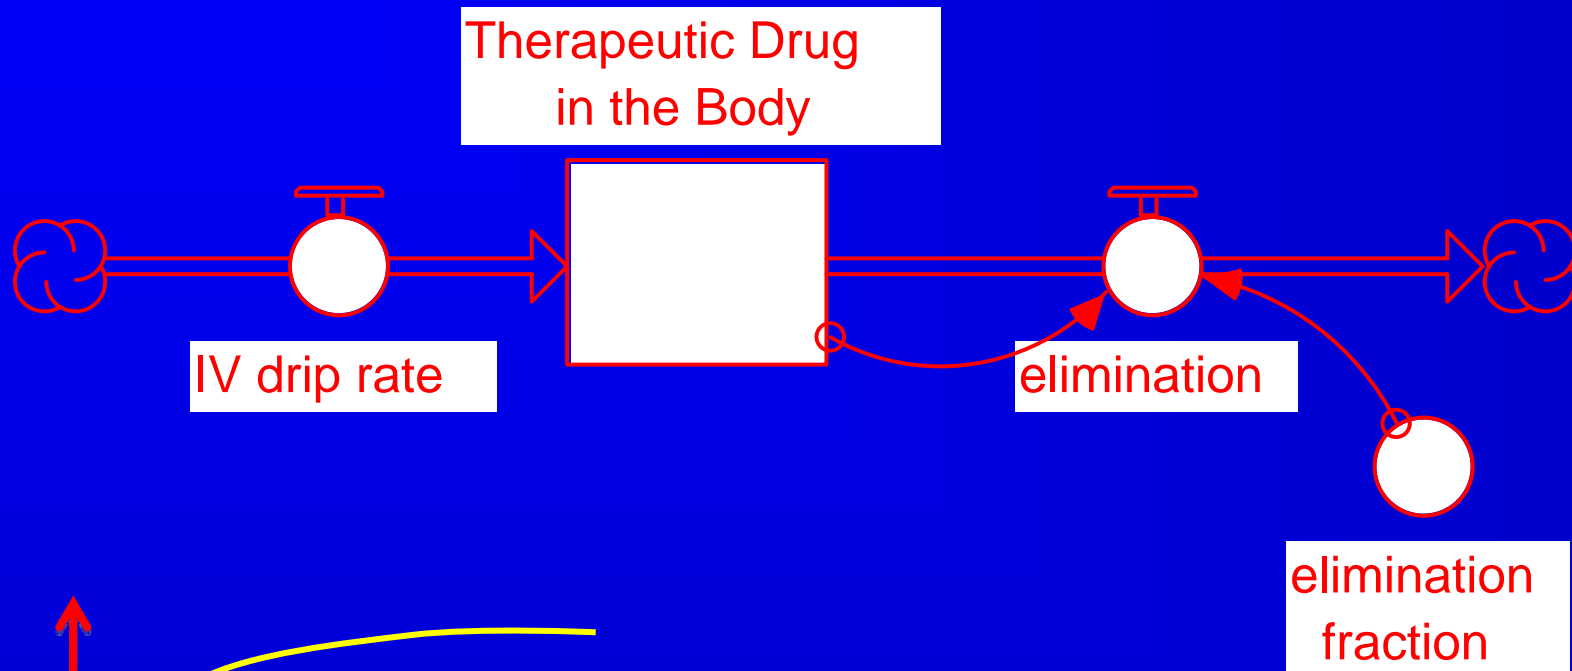 Therapeutic Drug
in the Body
IV drip rate
elimination
elimination
fraction